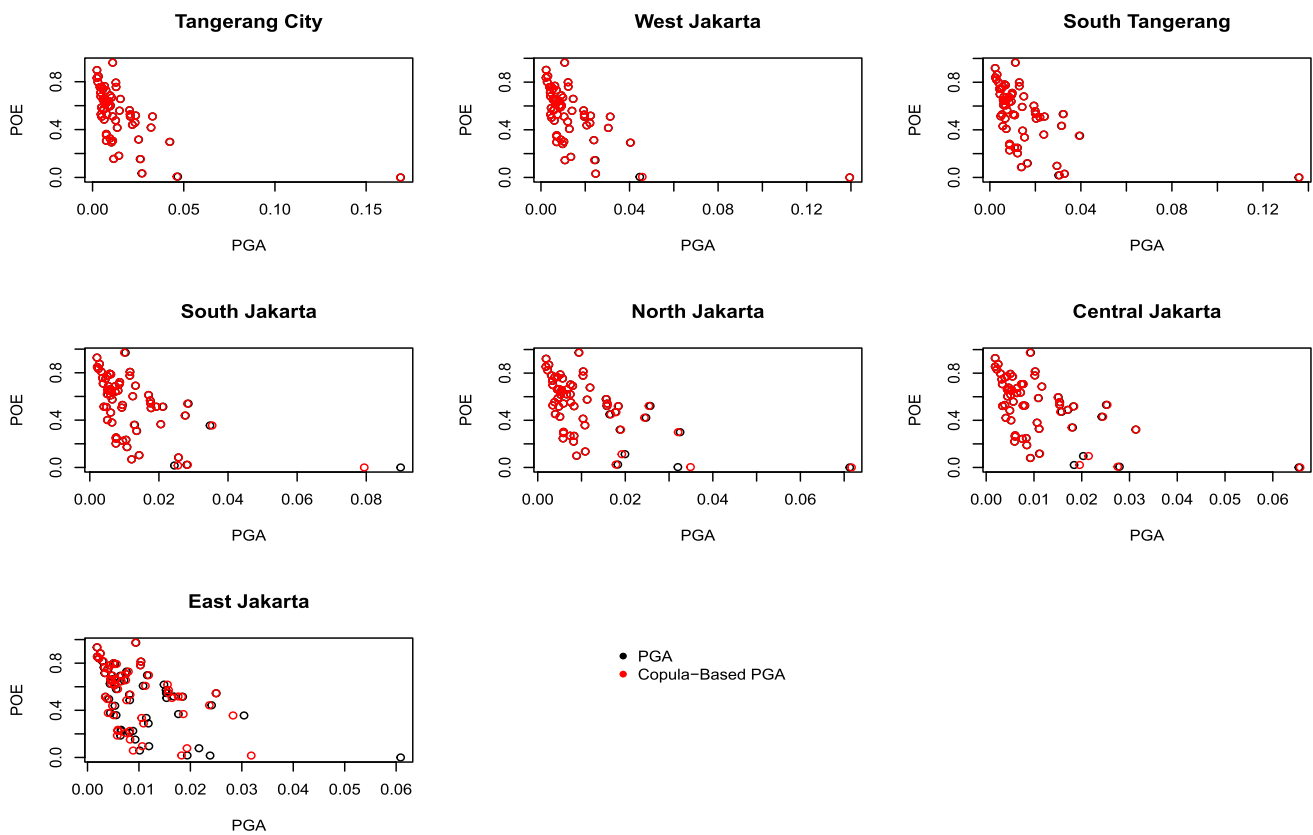 Tangerang City
West Jakarta
South Tangerang
POE
0.0 0.4 0.8
0.00 0.05 0.10 0.15
PGA
POE
0.0 0.4 0.8
0.00 0.04 0.08 0.12
PGA
POE
0.0 0.4 0.8
0.00 0.04 0.08 0.12
PGA
South Jakarta
North Jakarta
Central Jakarta
POE
0.0 0.4 0.8
0.00 0.02 0.04 0.06 0.08
PGA
POE
0.0 0.4 0.8
0.00 0.02 0.04 0.06
PGA
POE
0.0 0.4 0.8
0.00 0.01 0.02 0.03 0.04 0.05 0.06
PGA
East Jakarta
POE
0.0 0.4 0.8
0.00 0.01 0.02 0.03 0.04 0.05 0.06
PGA
PGA
Copula−Based PGA